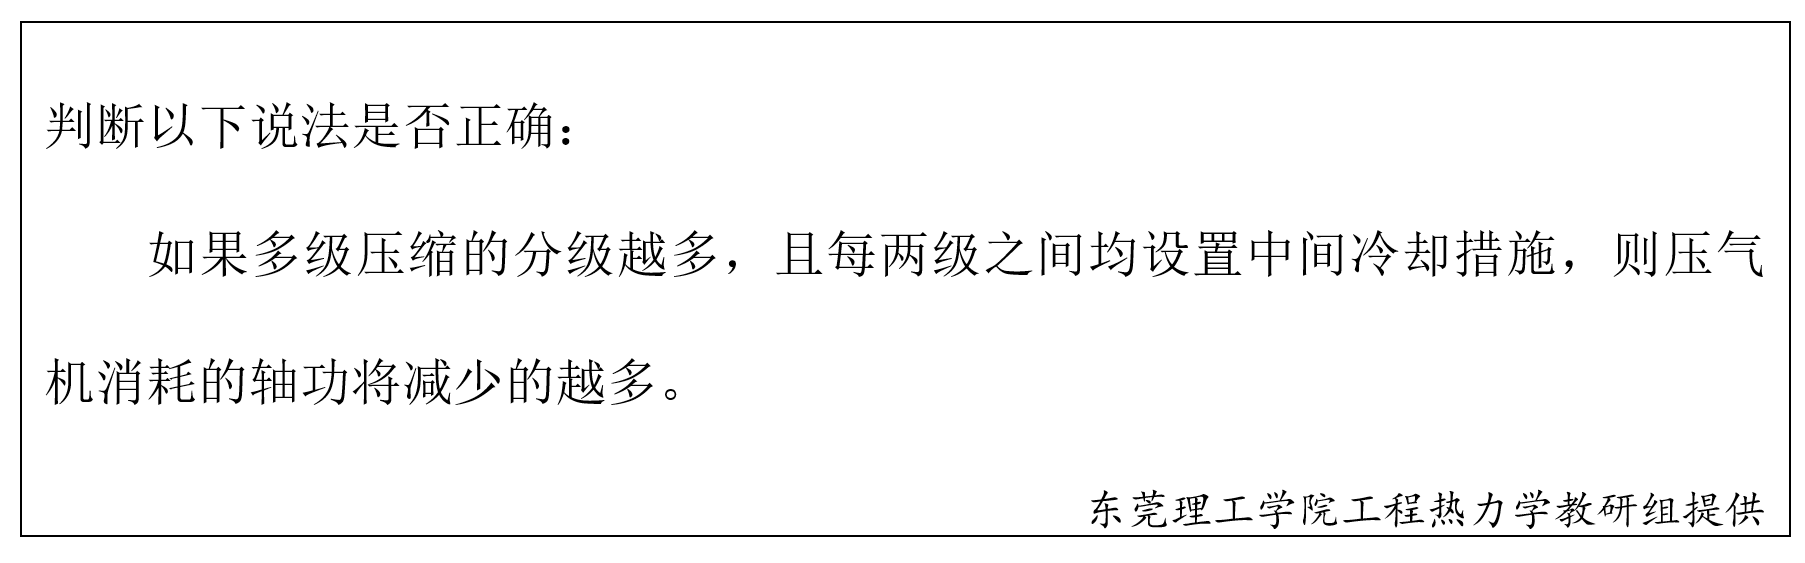 判断以下说法是否正确：
如果多级压缩的分级越多，且每两级之间均设置中间冷却措施，则压气
机消耗的轴功将减少的越多。
东莞理工学院工程热力学教研组提供